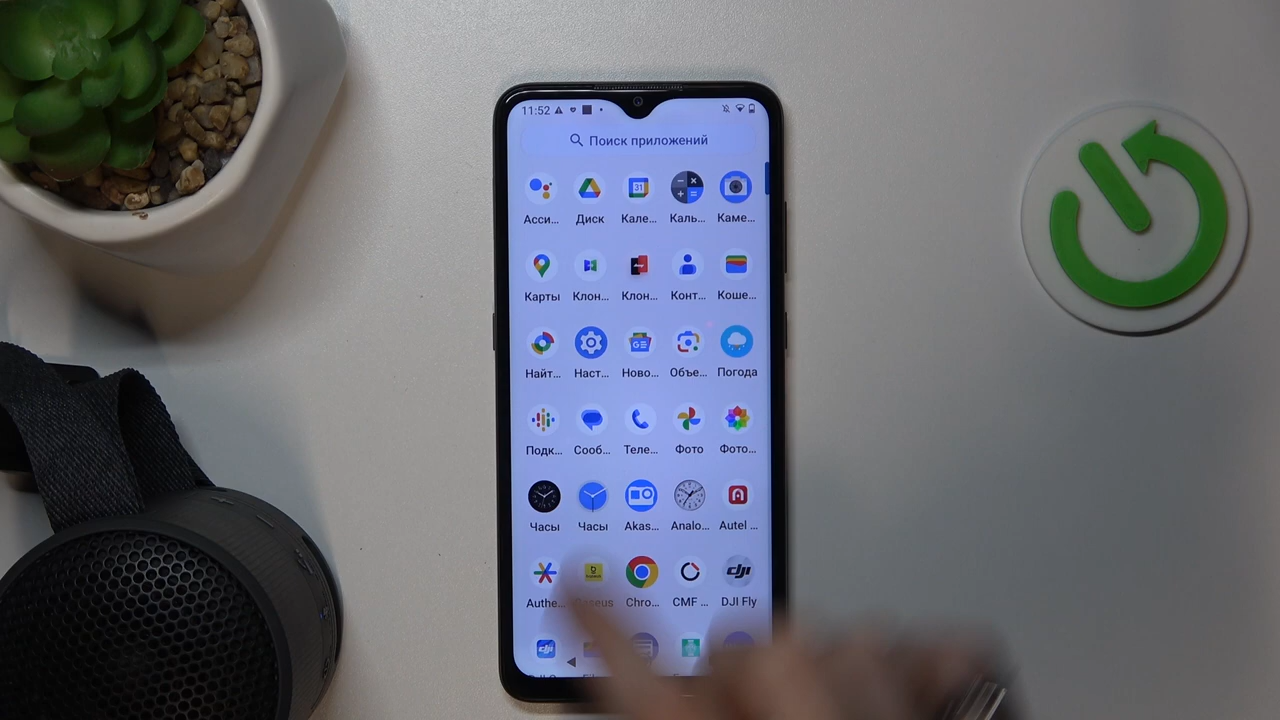 11:52
Поиск приложений
Асси... Диск Кале... Каль... Каме...
Карты Клон... Клон... Конт... Коше...
Найт... Наст... Ново... Объе... Погода
Подк... Сооб... Теле... Фото Фото...
Часы Часы Akas... Analo... Autel ...
Authe... Baseus Chro... CMF ... DJI Fly